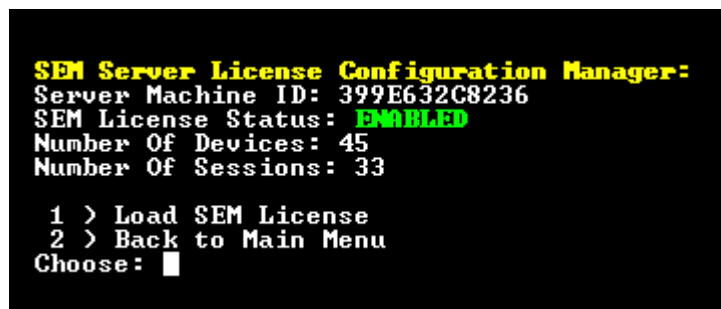 SEM Server License Configuration Manager:
Server Machine ID: 399E632C8236
SEM License Status: ENABLED
Number Of Devices: 45
Number Of Sessions: 33
1 > Load SEM License
2 > Back to Main Menu
Choose: